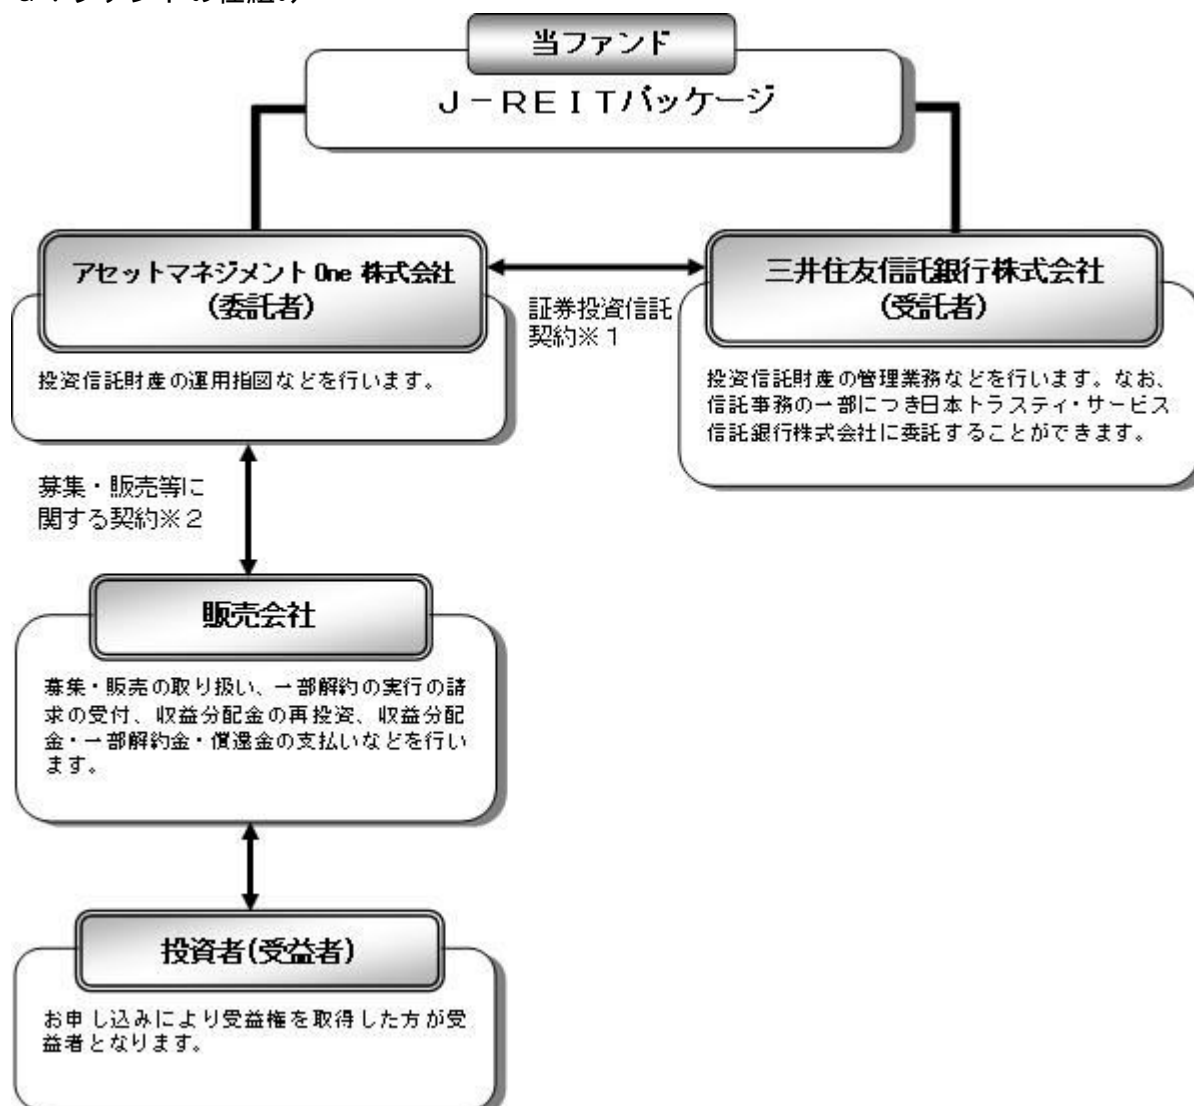 当ファンド
J－REITパッケージ
アセットマネジメント One 株式会社
(委託者)
投資信託財産の運用指図などを行います。
証券投資信託
契約※1
三井住友信託銀行株式会社
(受託者)
投資信託財産の管理業務などを行います。なお、
信託事務の一部につき日本トラスティ・サービス
信託銀行株式会社に委託することができます。
募集・販売等に
関する契約※2
販売会社
募集・販売の取り扱い、一部解約の実行の請
求の受付、収益分配金の再投資、収益分配
金・一部解約金・償還金の支払いなどを行い
ます。
投資者(受益者)
お申し込みにより受益権を取得した方が受
益者となります。